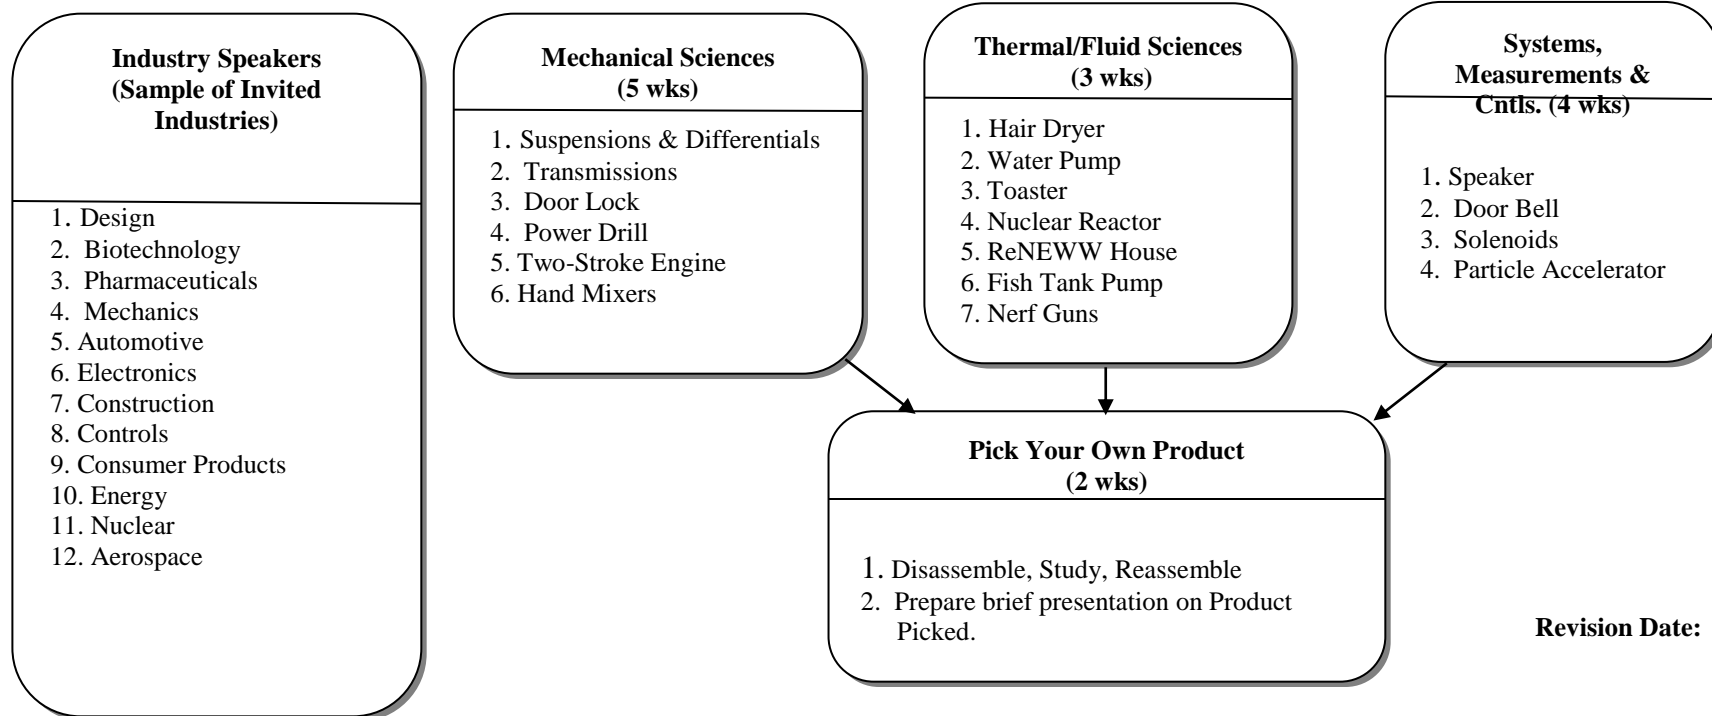 Industry Speakers
(Sample of Invited
Industries)
1. Design
2. Biotechnology
3. Pharmaceuticals
4. Mechanics
5. Automotive
6. Electronics
7. Construction
8. Controls
9. Consumer Products
10. Energy
11. Nuclear
12. Aerospace
Mechanical Sciences
(5 wks)
1. Suspensions & Differentials
2. Transmissions
3. Door Lock
4. Power Drill
5. Two-Stroke Engine
6. Hand Mixers
Thermal/Fluid Sciences
(3 wks)
1. Hair Dryer
2. Water Pump
3. Toaster
4. Nuclear Reactor
5. ReNEWW House
6. Fish Tank Pump
7. Nerf Guns
Systems,
Measurements &
Cntls. (4 wks)
1. Speaker
2. Door Bell
3. Solenoids
4. Particle Accelerator
Pick Your Own Product
(2 wks)
1. Disassemble, Study, Reassemble
2. Prepare brief presentation on Product
Picked.
Revision Date: